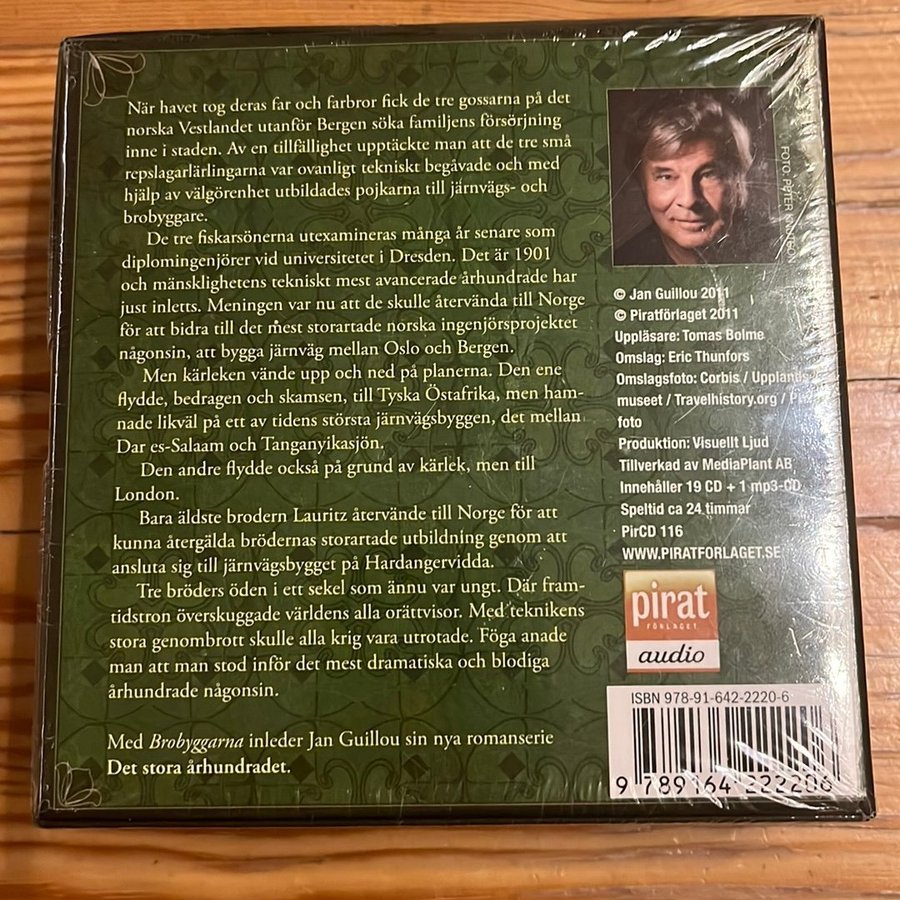 När havet tog deras far och farbror fick de tre gossarna på det
norska Vestlandet utanför Bergen söka familjens försörjning
inne i staden. Av en tillfällighet upptäckte man att de tre små
repslagarlärlingarna var ovanligt tekniskt begåvade och med
hjälp av välgörenhet utbildades pojkarna till järnvägs- och
brobyggare.
De tre fiskarsönerna utexamineras många år senare som
diplomingenjörer vid universitetet i Dresden. Det är 1901
och mänsklighetens tekniskt mest avancerade århundrade har
just inletts. Meningen var nu att de skulle återvända till Norge
för att bidra till det mest storartade norska ingenjörsprojektet
någonsin, att bygga järnväg mellan Oslo och Bergen.
Men kärleken vände upp och ned på planerna. Den ene
flydde, bedragen och skamsen, till Tyska Östafrika, men ham-
nade likväl på ett av tidens största järnvägsbyggen, det mellan
Dar es-Salaam och Tanganyikasjön.
Den andre flydde också på grund av kärlek, men till
London.
Bara äldste brodern Lauritz återvände till Norge för att
kunna återgälda brödernas storartade utbildning genom att
ansluta sig till järnvägsbygget på Hardangervidda.
Tre bröders öden i ett sekel som ännu var ungt. Där fram-
tidstron överskuggade världens alla orättvisor. Med teknikens
stora genombrott skulle alla krig vara utrotade. Föga anade
man att man stod inför det mest dramatiska och blodiga
århundrade någonsin.
Med Brobyggarna inleder Jan Guillou sin nya romanserie
Det stora århundradet.
FOTO: PETER
© Jan Guillou 2011
© Piratförlaget 2011
Uppläsare: Tomas Bolme
Omslag: Eric Thunfors
Omslagsfoto: Corbis / Upplands
museet / Travelhistory.org /
foto
Produktion: Visuellt Ljud
Tillverkad av MediaPlant AB
Innehåller 19 CD + 1 mp3-CD
Speltid ca 24 timmar
PirCD 116
WWW.PIRATFORLAGET.SE
pirat
FÖRLAGET
audio
ISBN 978-91-642-2220-6
9 789164 222206